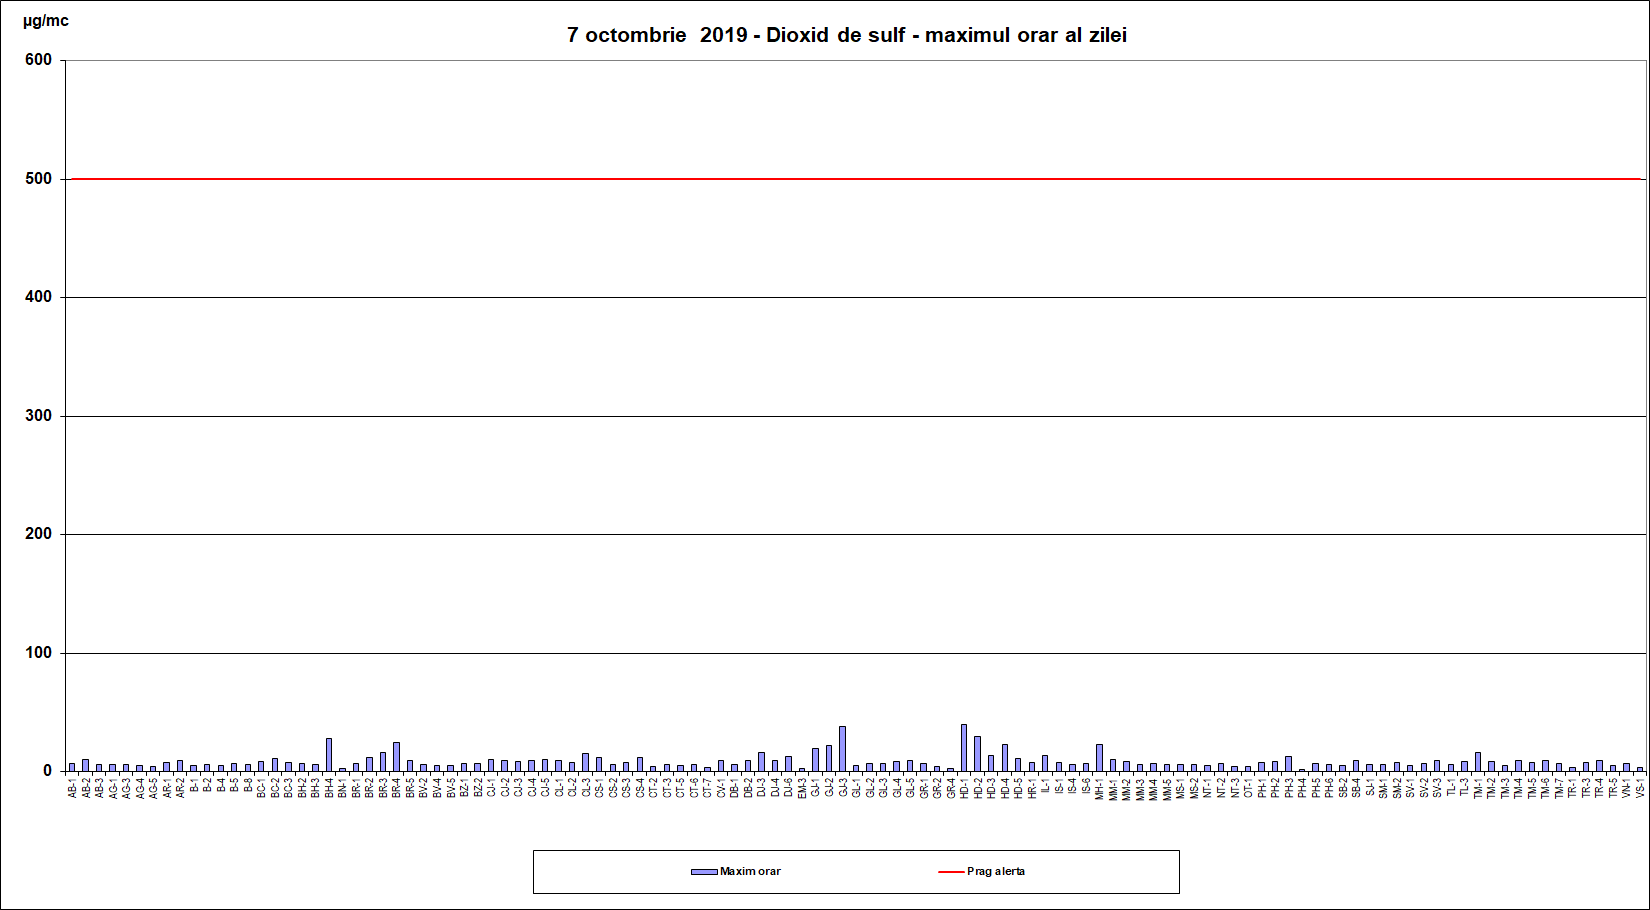 µg/mc
7 octombrie 2019 - Dioxid de sulf - maximul orar al zilei
600
500
400
300
200
100
0
AB-1 AB-2 AB-3 AG-1 AG-3 AG-4 AG-5 AR-1 AR-2 B-1 B-2 B-4 B-5 B-8 BC-1 BC-2 BC-3 BH-2 BH-3 BH-4 BN-1 BR-1 BR-2 BR-3 BR-4 BR-5 BV-2 BV-4 BV-5 BZ-1 BZ-2 CJ-1 CJ-2 CJ-3 CJ-4 CJ-5 CL-1 CL-2 CL-3 CS-1 CS-2 CS-3 CS-4 CT-2 CT-3 CT-5 CT-6 CT-7 CV-1 DB-1 DB-2 DJ-3 DJ-4 DJ-6 EM-3 GJ-1 GJ-2 GJ-3 GL-1 GL-2 GL-3 GL-4 GL-5 GR-1 GR-2 GR-4 HD-1 HD-2 HD-3 HD-4 HD-5 HR-1 IL-1 IS-1 IS-4 IS-6 MH-1 MM-1 MM-2 MM-3 MM-4 MM-5 MS-1 MS-2 NT-1 NT-2 NT-3 OT-1 PH-1 PH-2 PH-3 PH-4 PH-5 PH-6 SB-2 SB-4 SJ-1 SM-1 SM-2 SV-1 SV-2 SV-3 TL-1 TL-3 TM-1 TM-2 TM-3 TM-4 TM-5 TM-6 TM-7 TR-1 TR-3 TR-4 TR-5 VN-1 VS-1
Maxim orar
Prag alerta